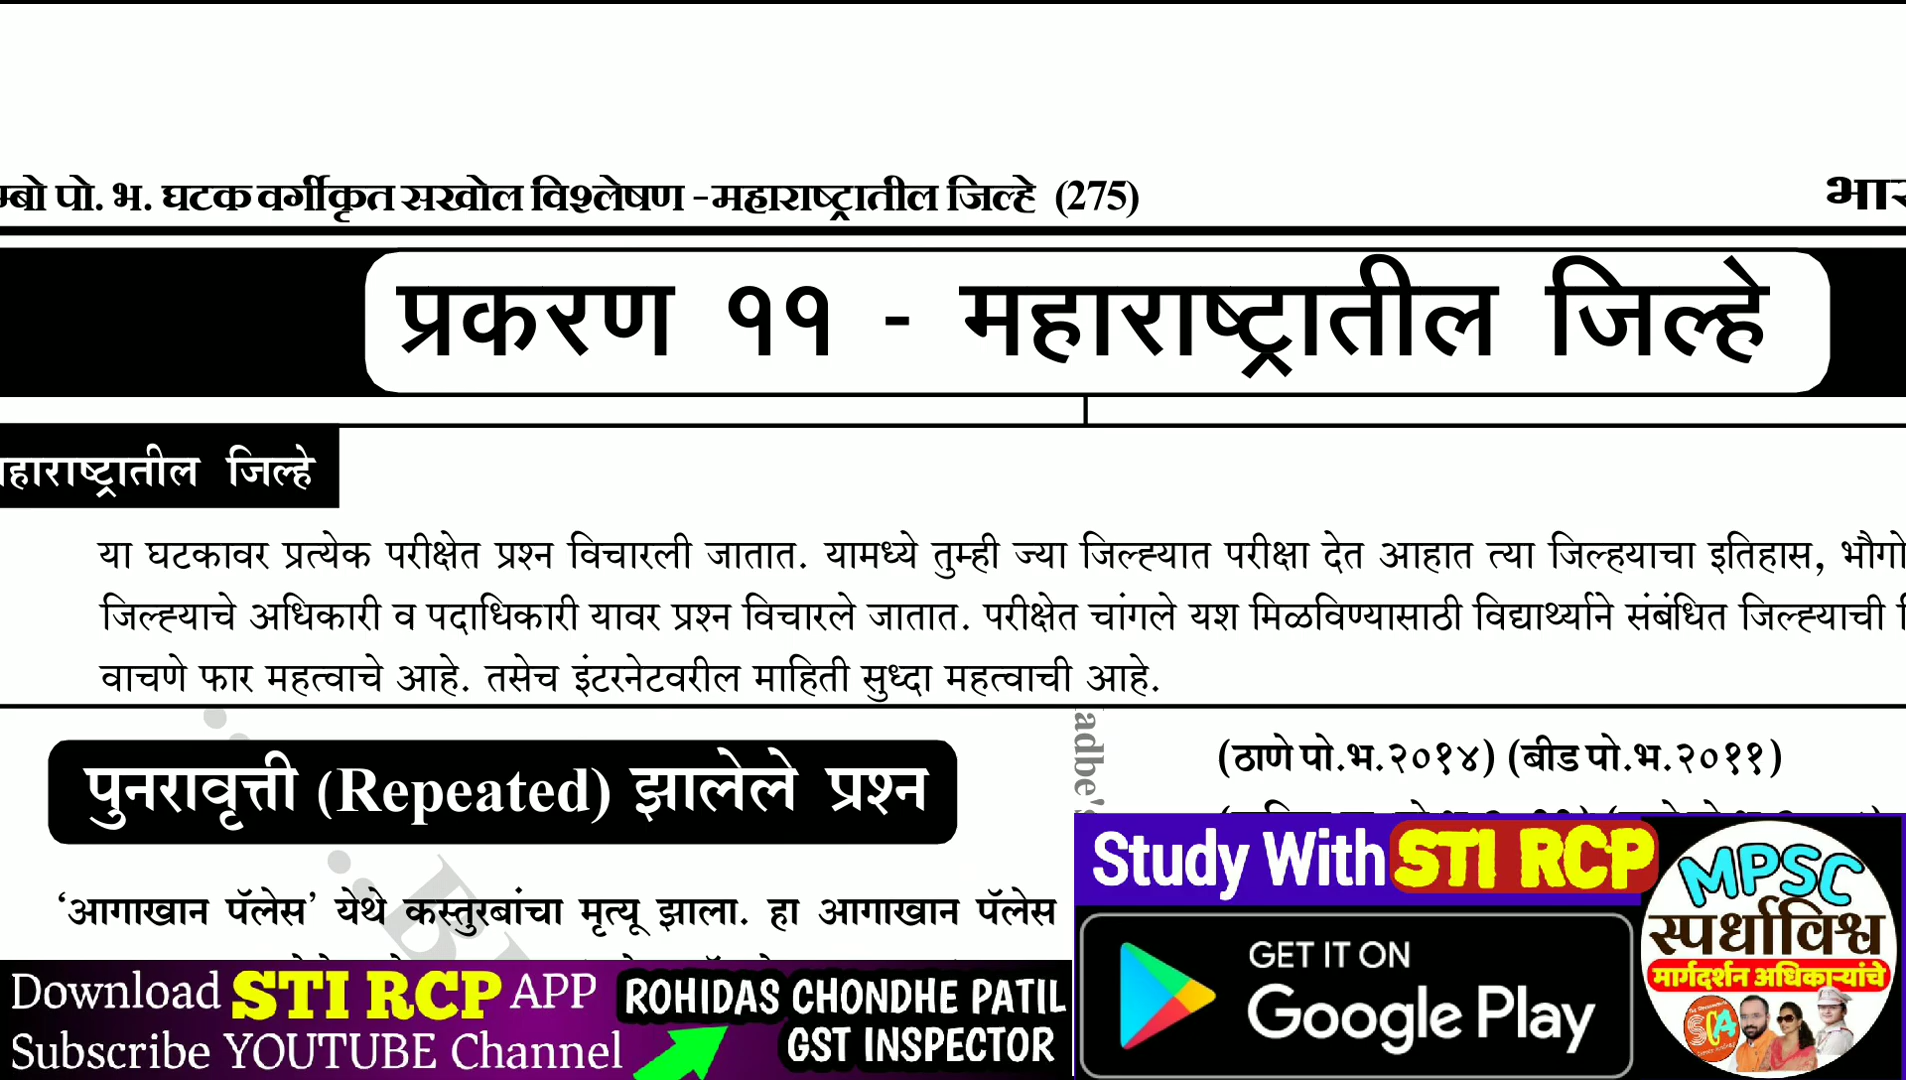 म्बो पो. भ. घटक वर्गीकृत सखोल विश्लेषण -महाराष्ट्रातील जिल्हे (275)
प्रकरण ११ - महाराष्ट्रातील जिल्हे
हाराष्ट्रातील जिल्हे
या घटकावर प्रत्येक परीक्षेत प्रश्न विचारली जातात. यामध्ये तुम्ही ज्या जिल्ह्यात परीक्षा देत आहात त्या जिल्हयाचा इतिहास,
जिल्ह्याचे अधिकारी व पदाधिकारी यावर प्रश्न विचारले जातात. परीक्षेत चांगले यश मिळविण्यासाठी विद्यार्थ्याने संबंधित जिल्ह्याची
वाचणे फार महत्वाचे आहे. तसेच इंटरनेटवरील माहिती सुध्दा महत्वाची आहे.
पुनरावृत्ती (Repeated) झालेले प्रश्न
‘आगाखान पॅलेस’ येथे कस्तुरबांचा मृत्यू झाला. हा आगाखान पॅलेस
(ठाणे पो.भ.२०१४) (बीड पो.भ.२०११)
Study With STI RCP
GET IT ON
Google Play
MPSC
स्पर्धाविश्व
मार्गदर्शन अधिकाऱ्यांचे
SCA
Download STI RCP APP
Subscribe YOUTUBE Channel
ROHIDAS CHONDHE PATIL
GST INSPECTOR